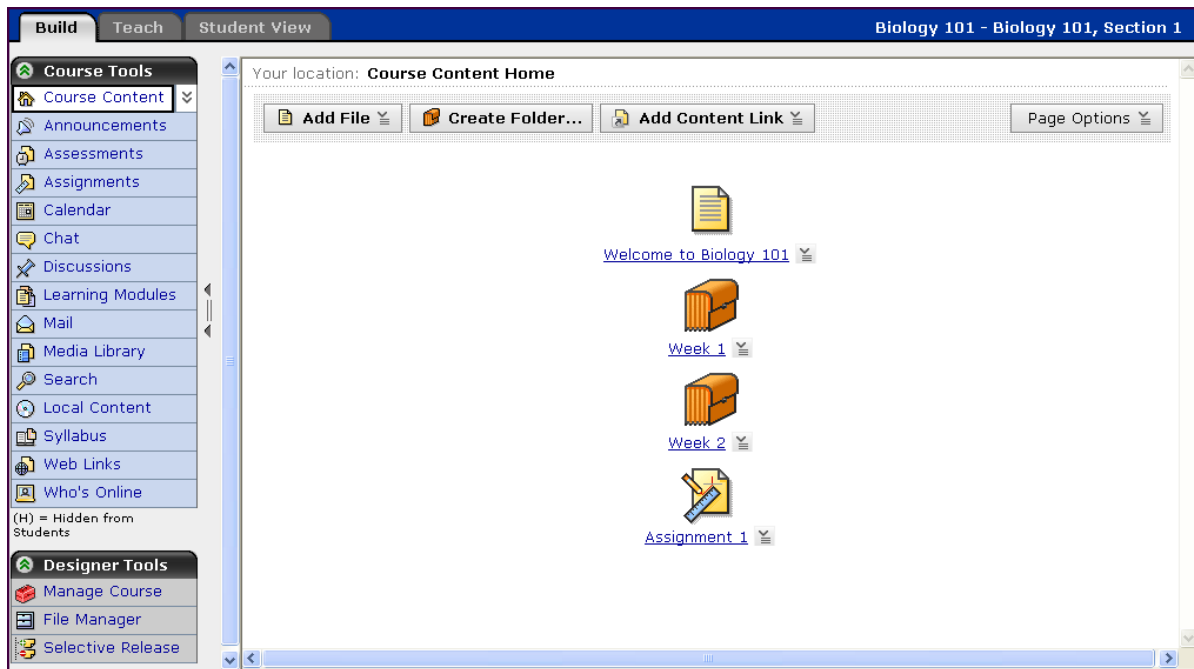 Build Teach Student View Biology 101 - Biology 101, Section 1
Course Tools
Course Content
Announcements
Assessments
Assignments
Calendar
Chat
Discussions
Learning Modules
Mail
Media Library
Search
Local Content
Syllabus
Web Links
Who's Online
(H) = Hidden from
Students
Designer Tools
Manage Course
File Manager
Selective Release
Your location: Course Content Home
Add File Create Folder... Add Content Link Page Options
Welcome to Biology 101
Week 1
Week 2
Assignment 1